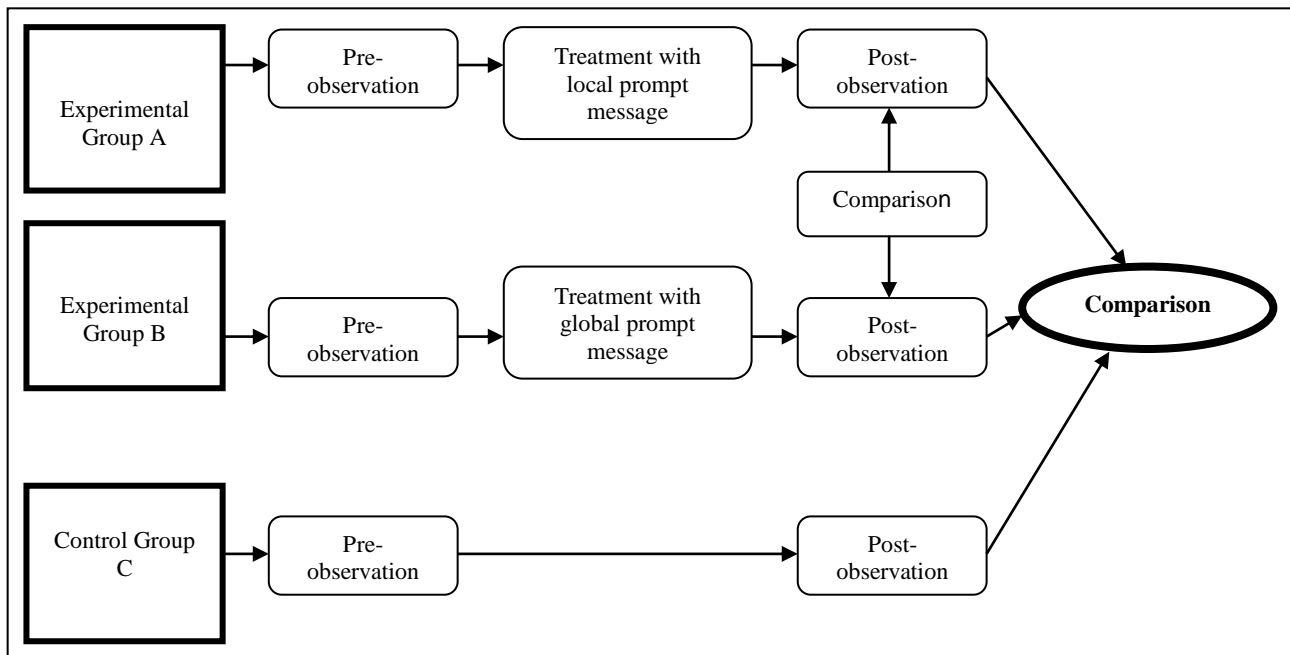 Experimental
Group A
Pre-
observation
Treatment with
local prompt
message
Post-
observation
Comparison
Experimental
Group B
Pre-
observation
Treatment with
global prompt
message
Post-
observation
Comparison
Control Group
C
Pre-
observation
Post-
observation